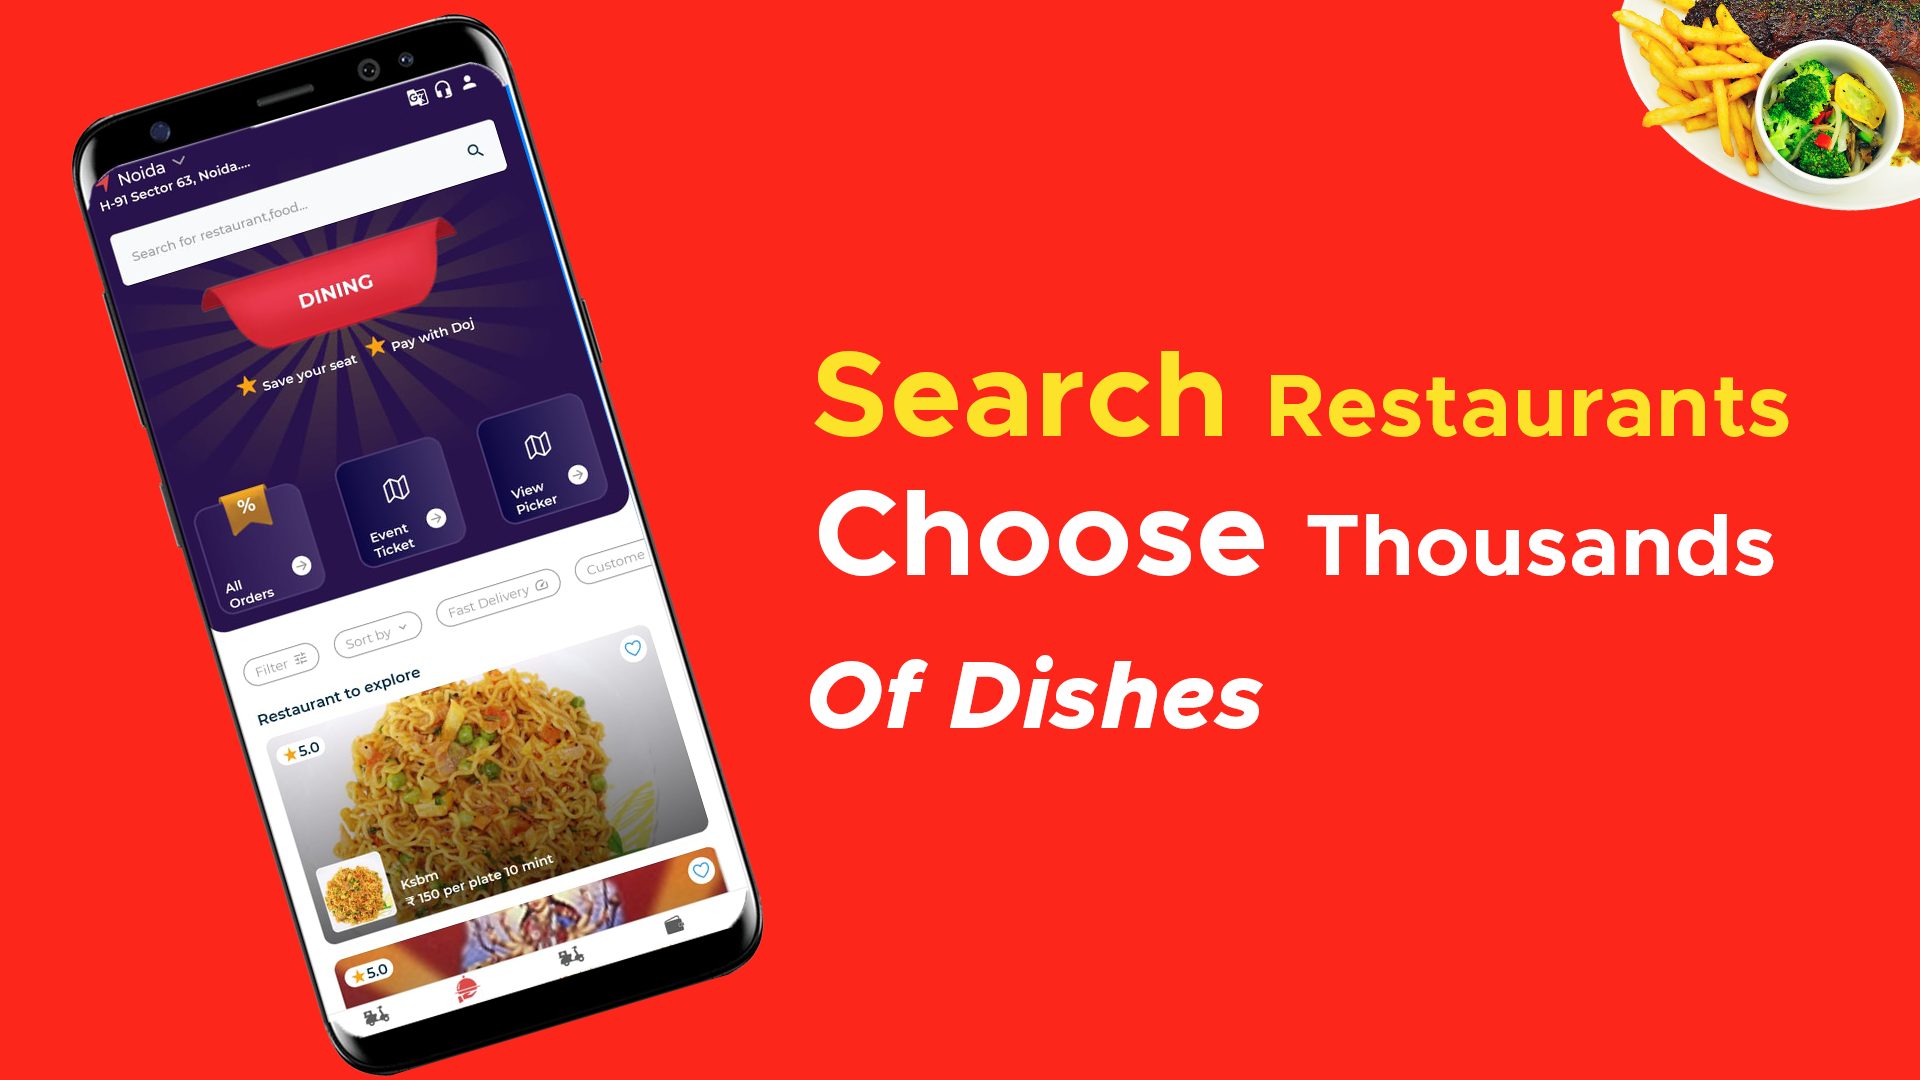 Noida
H-91 Sector 63, Noida....
Search for restaurant,food...
DINING
Save your seat
Pay with Doj
%
All
Orders
Event
Ticket
View
Picker
Filter
Sort by
Fast Delivery
Custome
Restaurant to explore
5.0
Ksbm
₹ 150 per plate 10 mint
5.0
Search Restaurants
Choose Thousands
Of Dishes